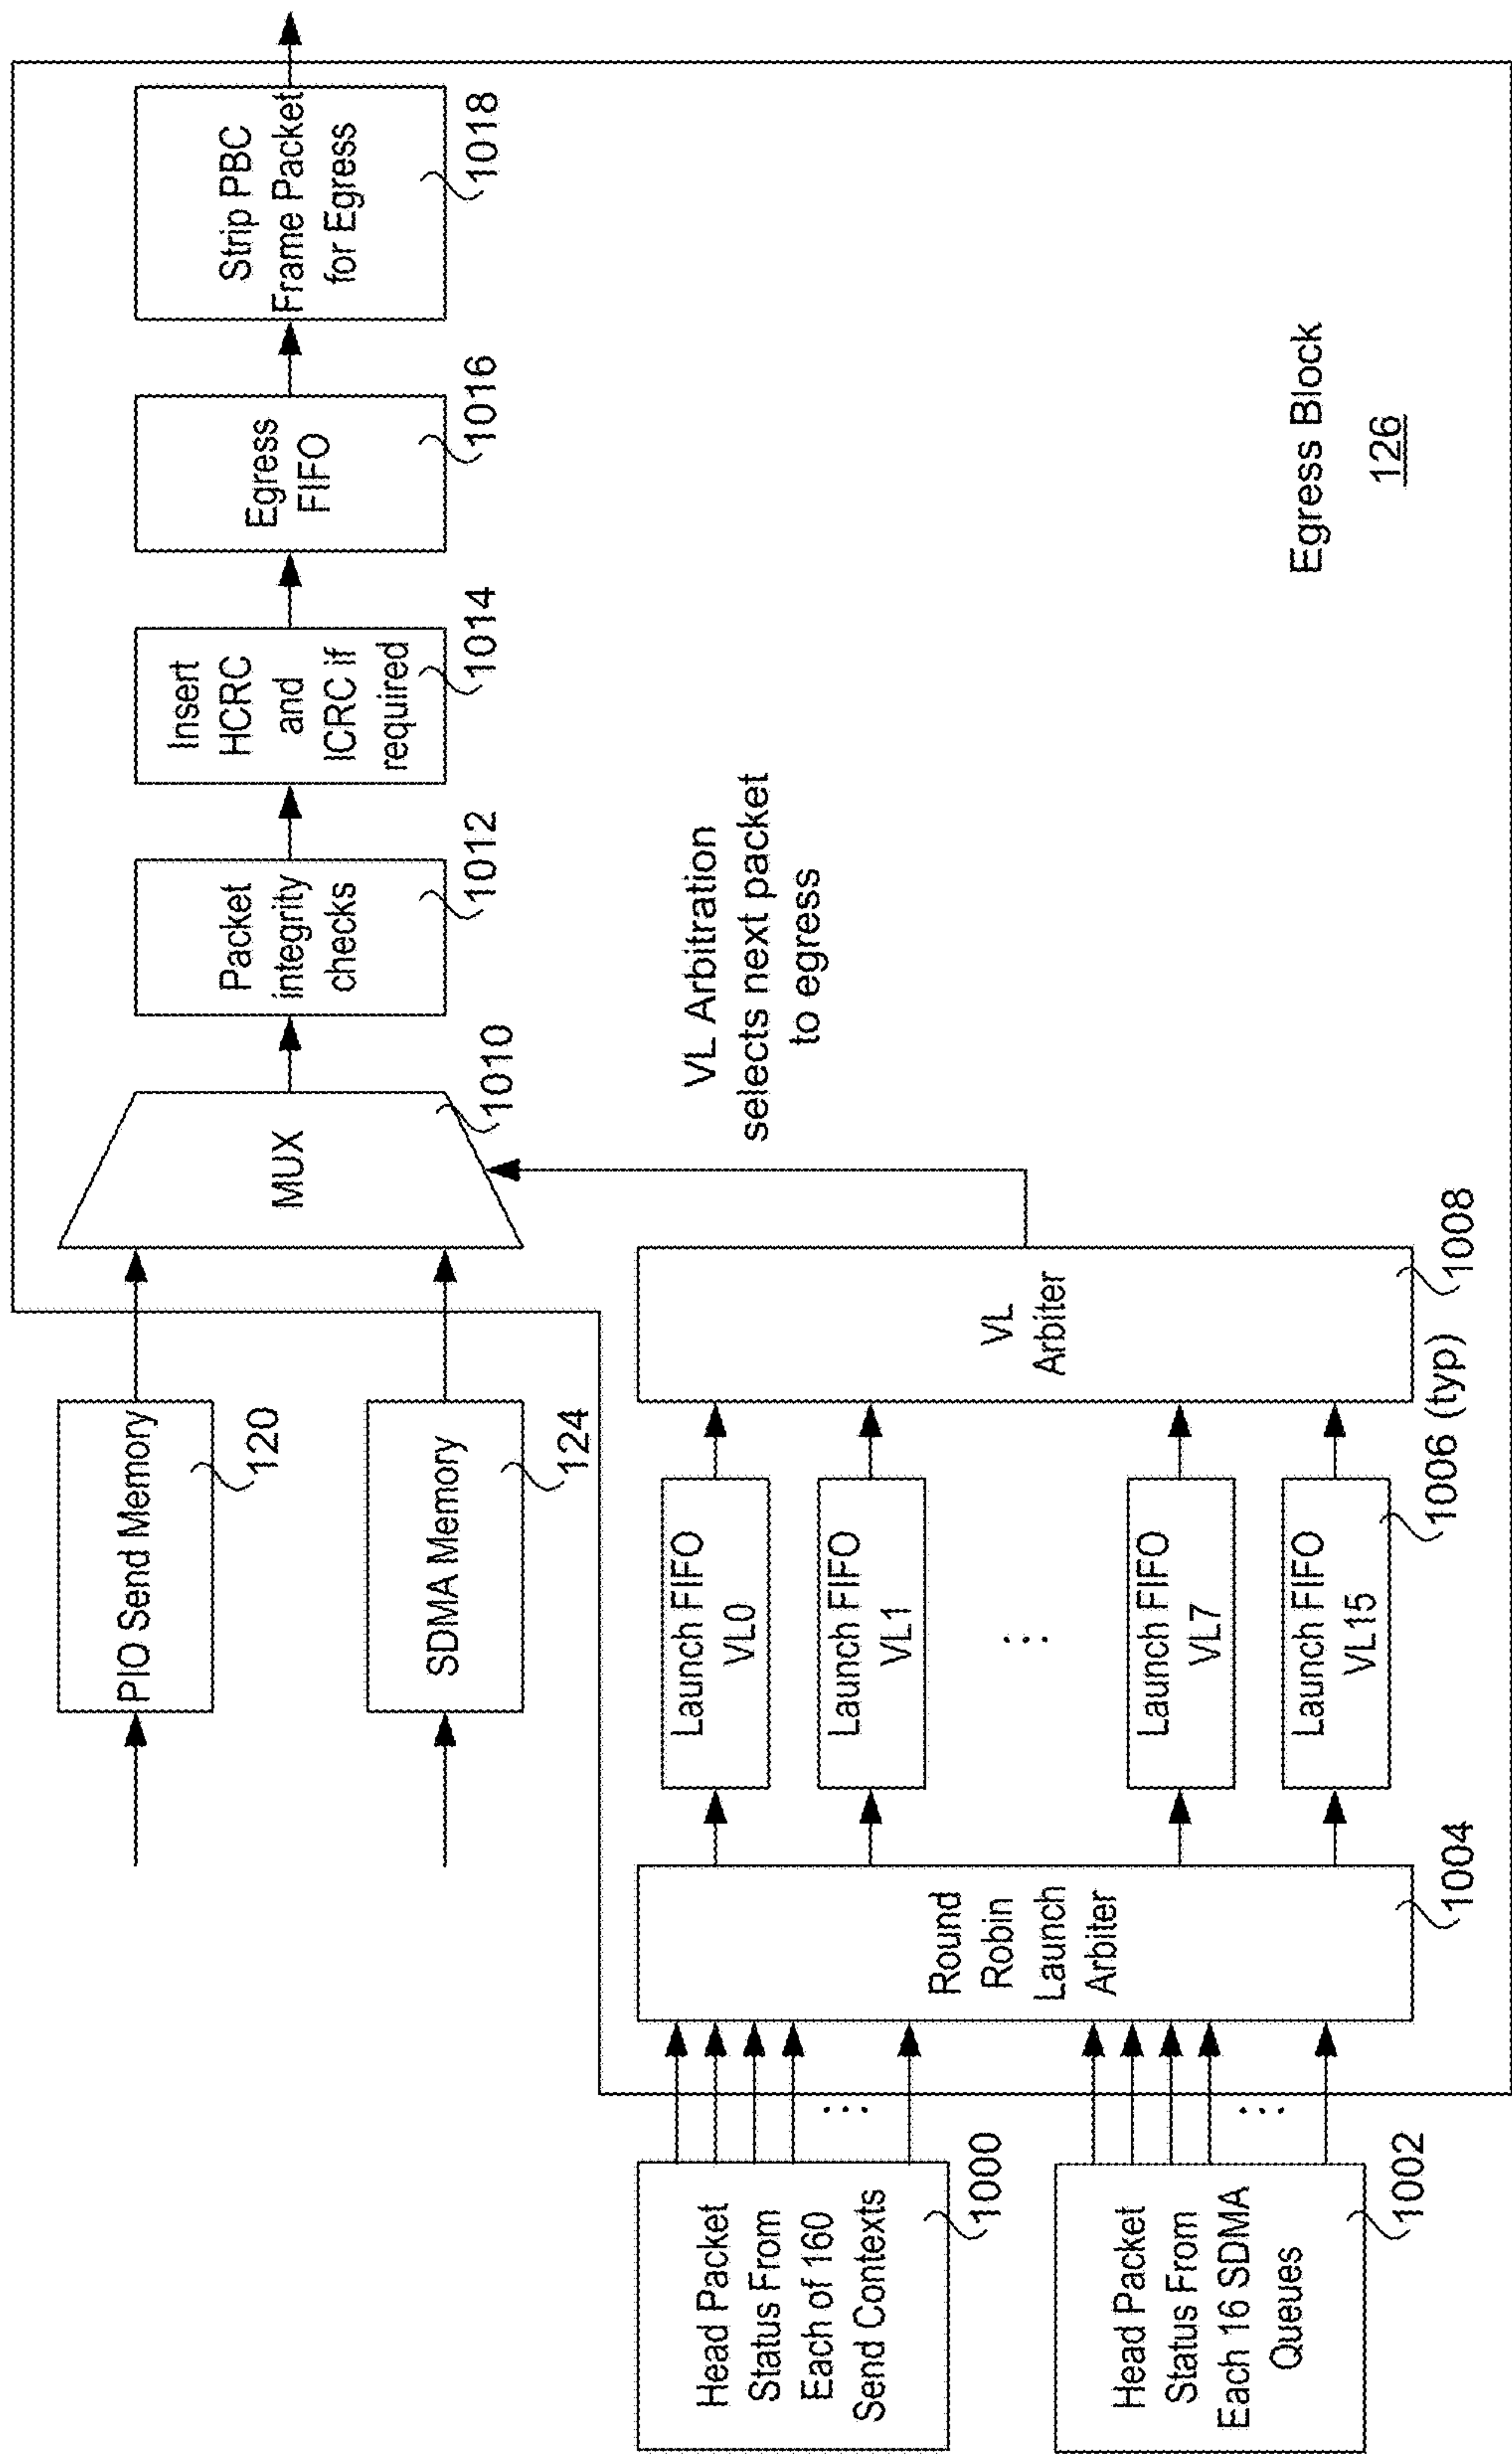 PIO Send Memory
120
SDMA Memory
124
MUX
1010
Packet
integrity
checks
1012
Insert
HCRC
and
ICRC if
required
1014
Egress
FIFO
1016
Strip PBC
Frame Packet
for Egress
1018
VL Arbitration
selects next packet
to egress
Head Packet
Status From
Each of 160
Send Contexts
1000
Head Packet
Status From
Each 16 SDMA
Queues
1002
Round
Robin
Launch
Arbiter
1004
Launch FIFO
VL0
Launch FIFO
VL1
Launch FIFO
VL7
Launch FIFO
VL15
1006 (typ)
VL
Arbiter
1008
Egress Block
126